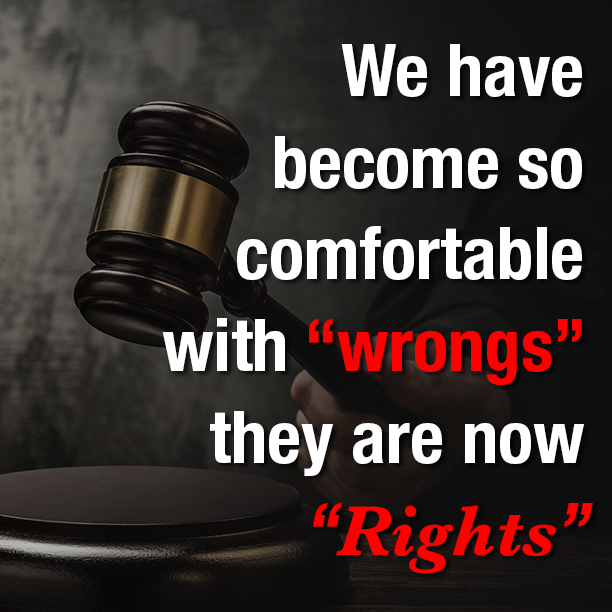 We have
become so
comfortable
with “wrongs”
they are now
“Rights”